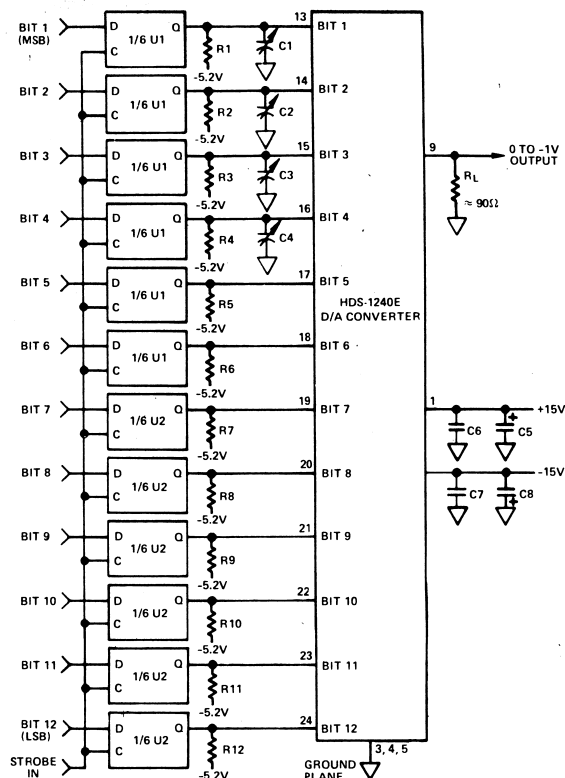 BIT 1
(MSB)
D
Q
1/6 U1
C
R1
-5.2V
C1
13
BIT 1
BIT 2
D
Q
1/6 U1
C
R2
-5.2V
C2
14
BIT 2
BIT 3
D
Q
1/6 U1
C
R3
-5.2V
C3
15
BIT 3
BIT 4
D
Q
1/6 U1
C
R4
-5.2V
C4
16
BIT 4
BIT 5
D
Q
1/6 U1
C
R5
-5.2V
17
BIT 5
BIT 6
D
Q
1/6 U1
C
R6
-5.2V
18
BIT 6
BIT 7
D
Q
1/6 U2
C
R7
-5.2V
19
BIT 7
BIT 8
D
Q
1/6 U2
C
R8
-5.2V
20
BIT 8
BIT 9
D
Q
1/6 U2
C
R9
-5.2V
21
BIT 9
BIT 10
D
Q
1/6 U2
C
R10
-5.2V
22
BIT 10
BIT 11
D
Q
1/6 U2
C
R11
-5.2V
23
BIT 11
BIT 12
(LSB)
D
Q
1/6 U2
C
R12
-5.2V
24
BIT 12
STROBE
IN
HDS-1240E
D/A CONVERTER
9
0 TO -1V
OUTPUT
RL
≈ 90Ω
1
+15V
C6
C5
+
-15V
C7
C8
+
3, 4, 5
GROUND
PLANE